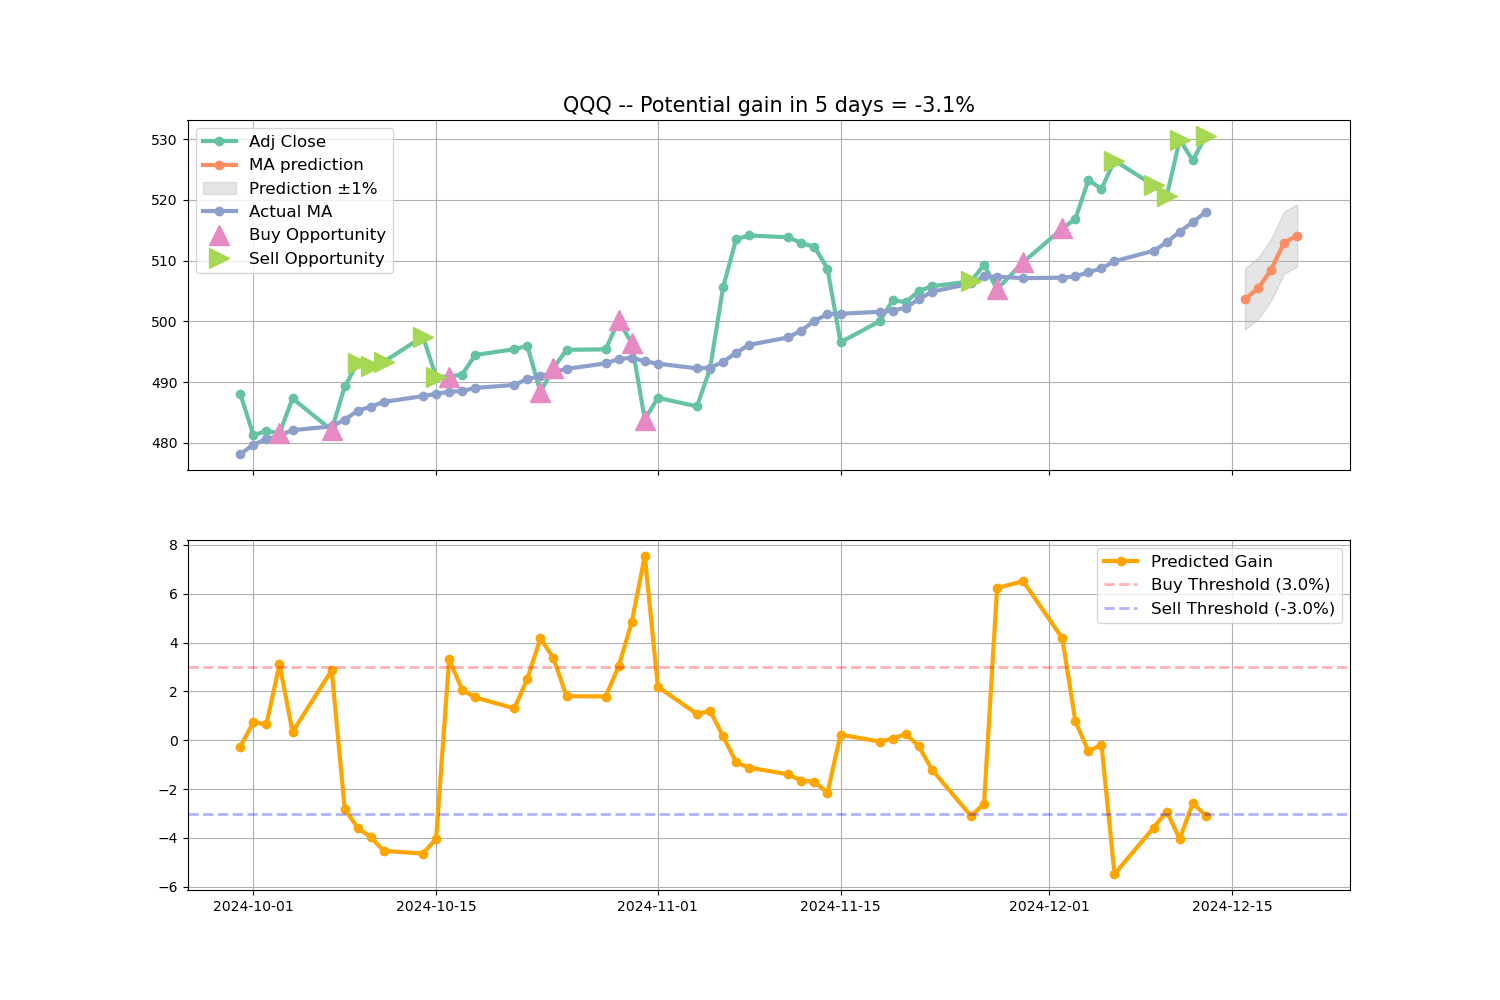 QQQ -- Potential gain in 5 days = -3.1%
530
520
510
500
490
480
Adj Close
MA prediction
Prediction ±1%
Actual MA
Buy Opportunity
Sell Opportunity
8
6
4
2
0
−2
−4
−6
Predicted Gain
Buy Threshold (3.0%)
Sell Threshold (-3.0%)
2024-10-01
2024-10-15
2024-11-01
2024-11-15
2024-12-01
2024-12-15